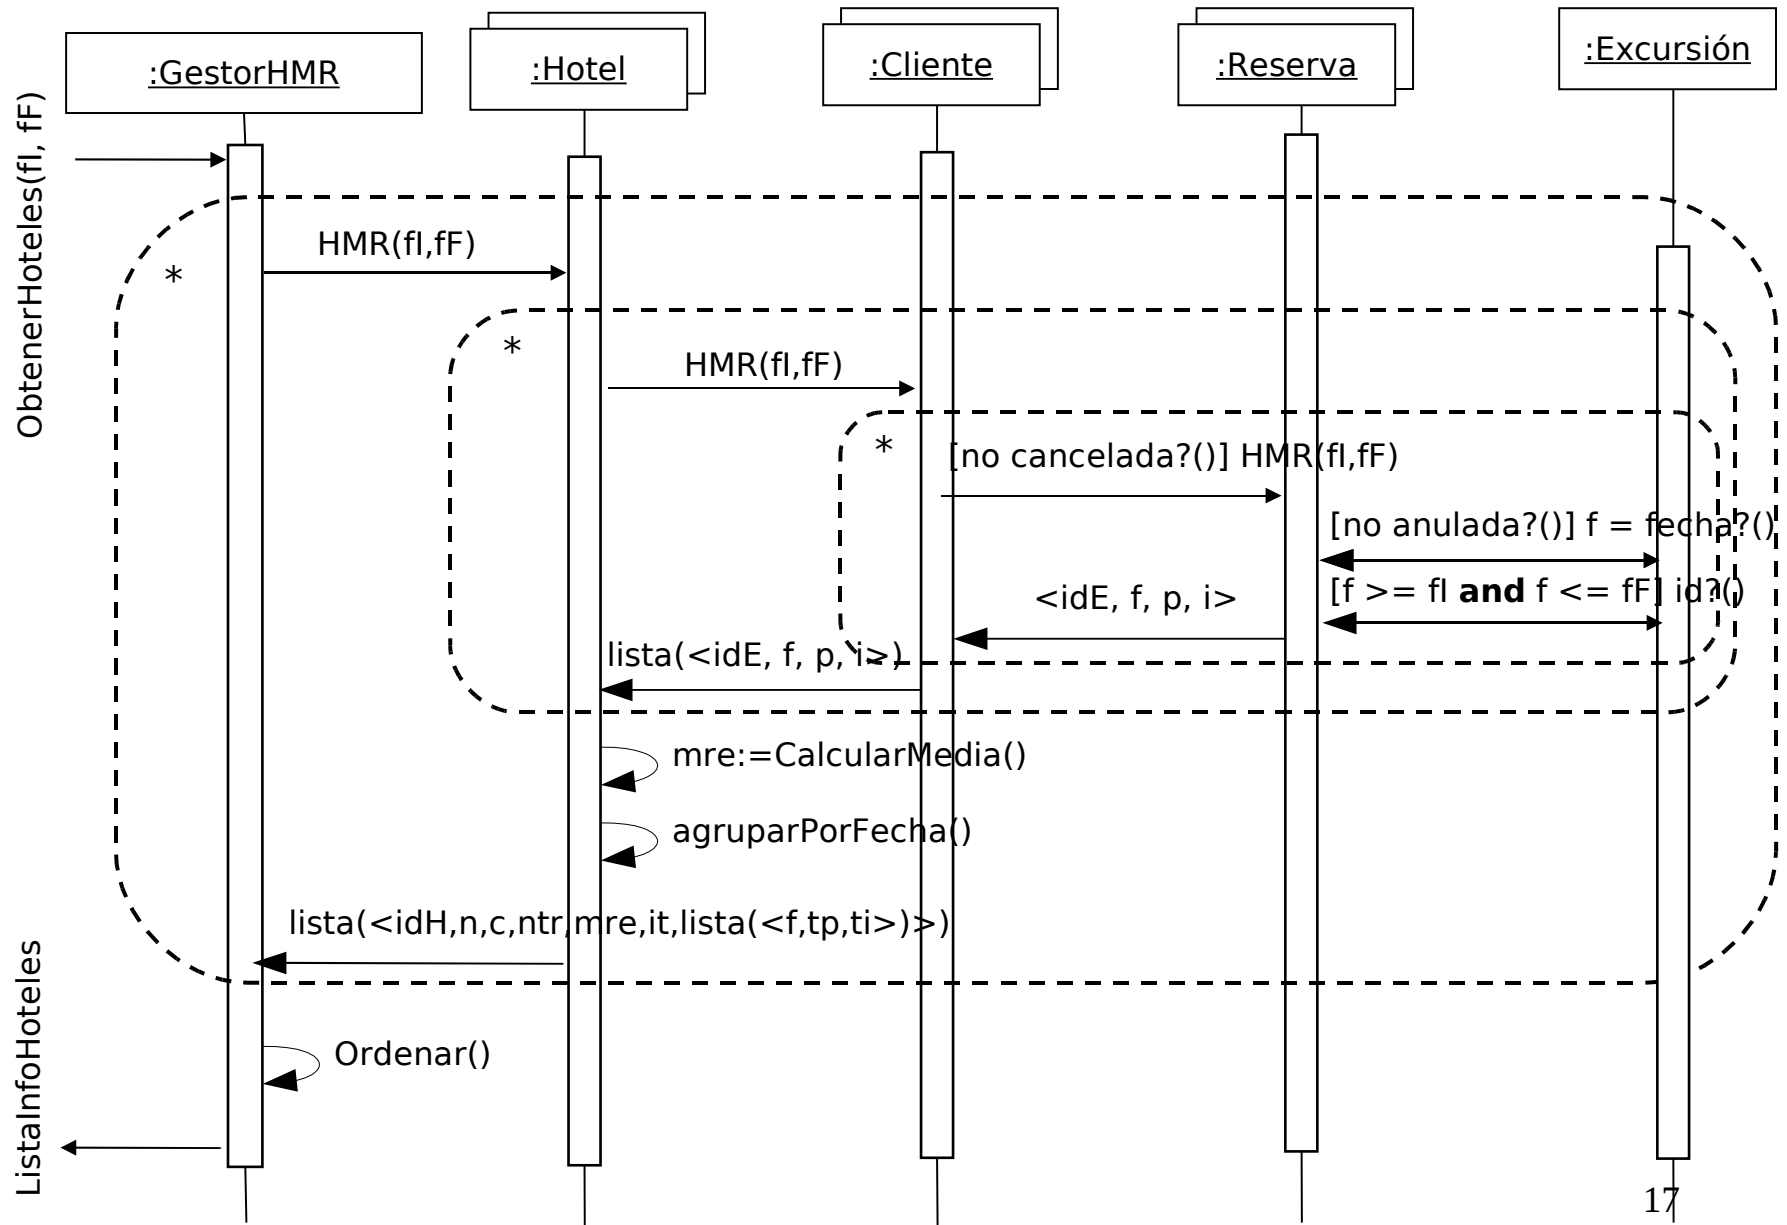 :GestorHMR
:Hotel
:Cliente
:Reserva
:Excursión
ObtenerHoteles(fI, fF)
HMR(fI,fF)
*
*
HMR(fI,fF)
*
[no cancelada?()] HMR(fI,fF)
[no anulada?()] f = fecha?()
[f >= fI and f <= fF] id?()
<idE, f, p, i>
lista(<idE, f, p, i>)
mre:=CalcularMedia()
agruparPorFecha()
lista(<idH,n,c,ntr,mre,it,lista(<f,tp,ti>)>)
Ordenar()
ListaInfoHoteles
17